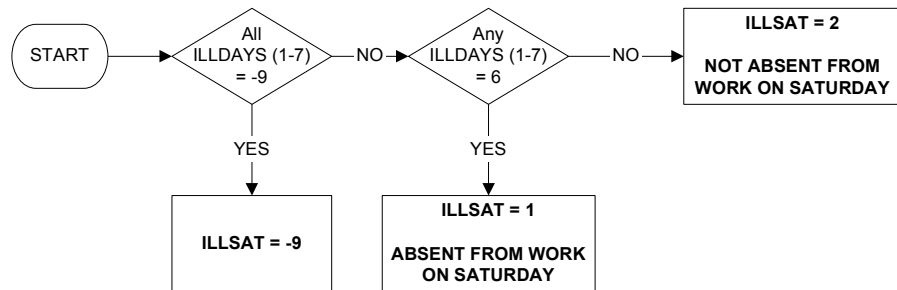 START
All
ILLDAYS (1-7)
= -9
NO
Any
ILLDAYS (1-7)
= 6
NO
ILLSAT = 2
NOT ABSENT FROM
WORK ON SATURDAY
YES
YES
ILLSAT = -9
ILLSAT = 1
ABSENT FROM WORK
ON SATURDAY